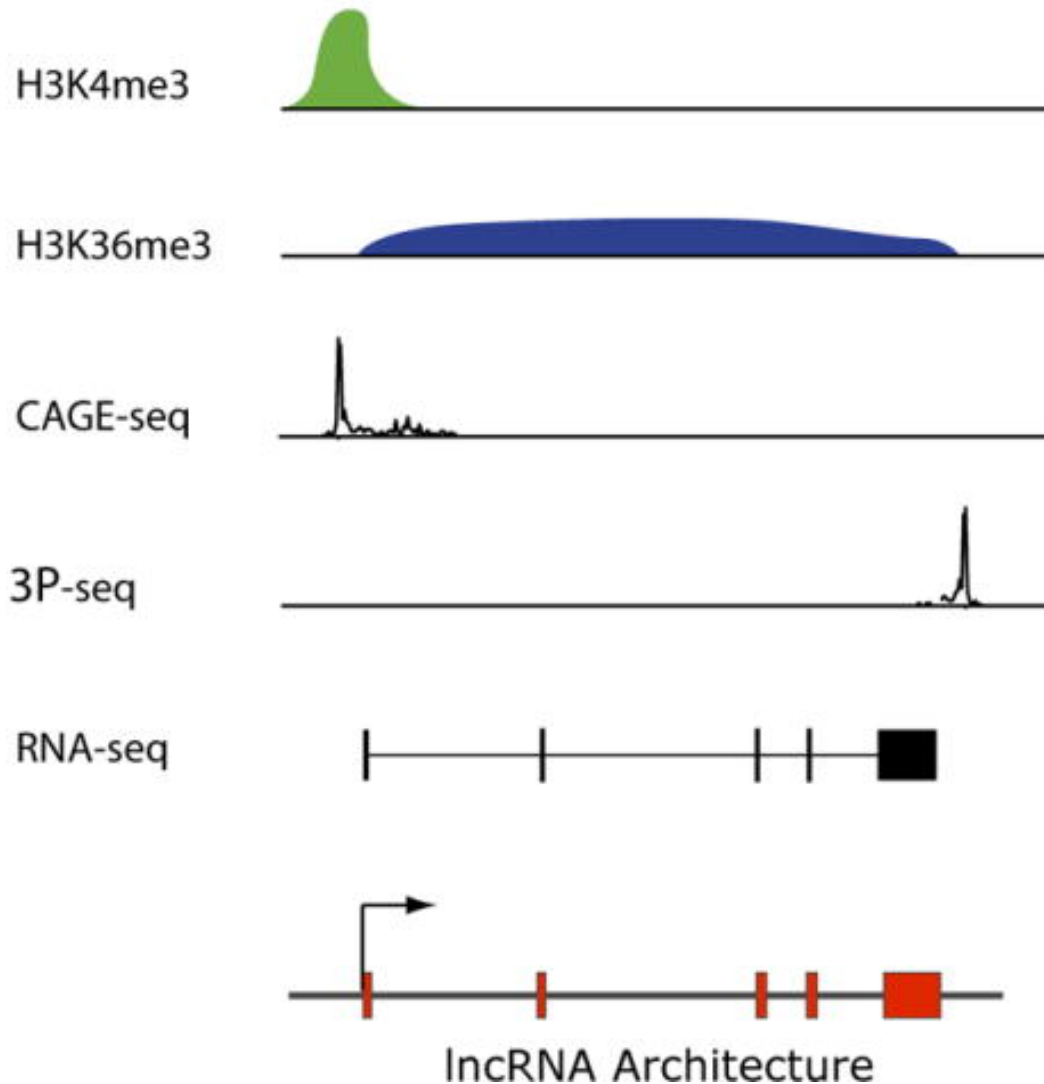 H3K4me3
H3K36me3
CAGE-seq
3P-seq
RNA-seq
lncRNA Architecture